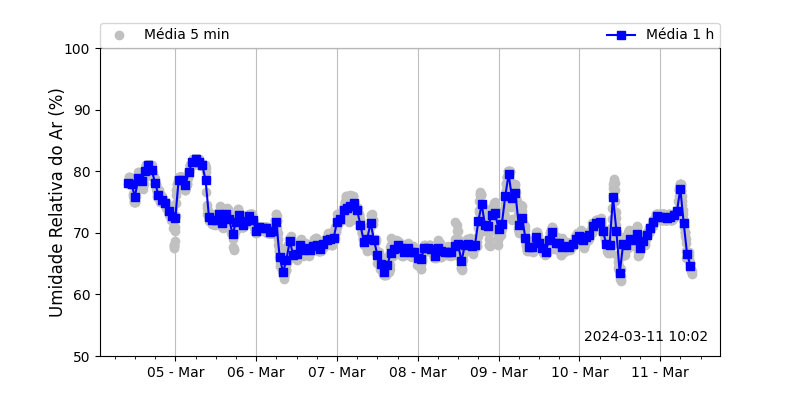 Média 5 min
Média 1 h
100
90
80
70
60
50
Umidade Relativa do Ar (%)
2024-03-11 10:02
05 - Mar
06 - Mar
07 - Mar
08 - Mar
09 - Mar
10 - Mar
11 - Mar